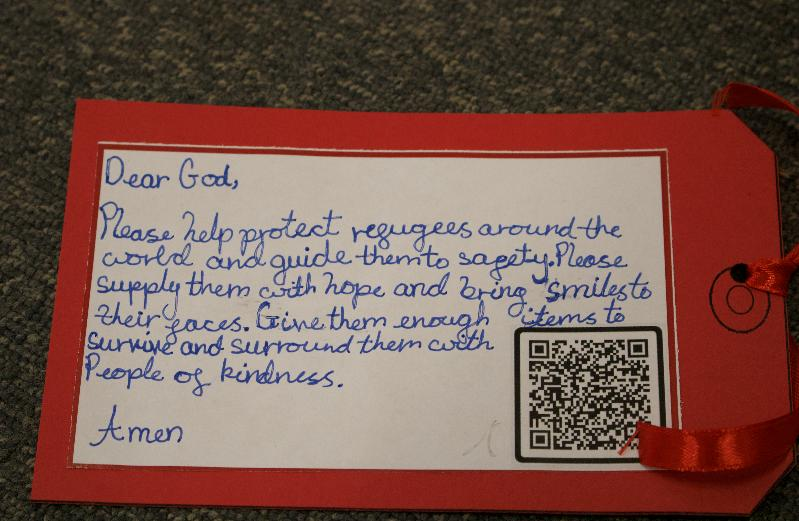 Dear God,
Please help protect refugees around the
world and guide them to safety. Please
supply them with hope and bring smiles to
their faces. Give them enough items to
survive and surround them with
People of kindness.
Amen